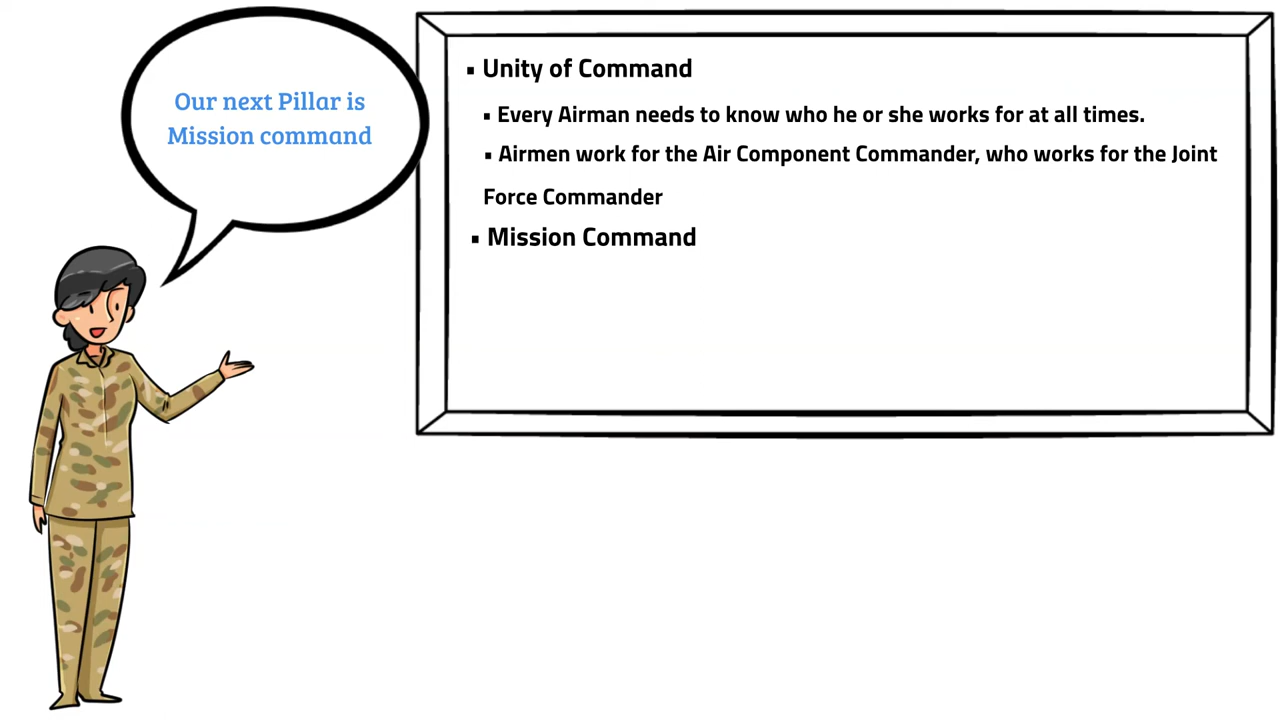 Our next Pillar is
Mission command
▪ Unity of Command
▪ Every Airman needs to know who he or she works for at all times.
▪ Airmen work for the Air Component Commander, who works for the Joint
Force Commander
▪ Mission Command